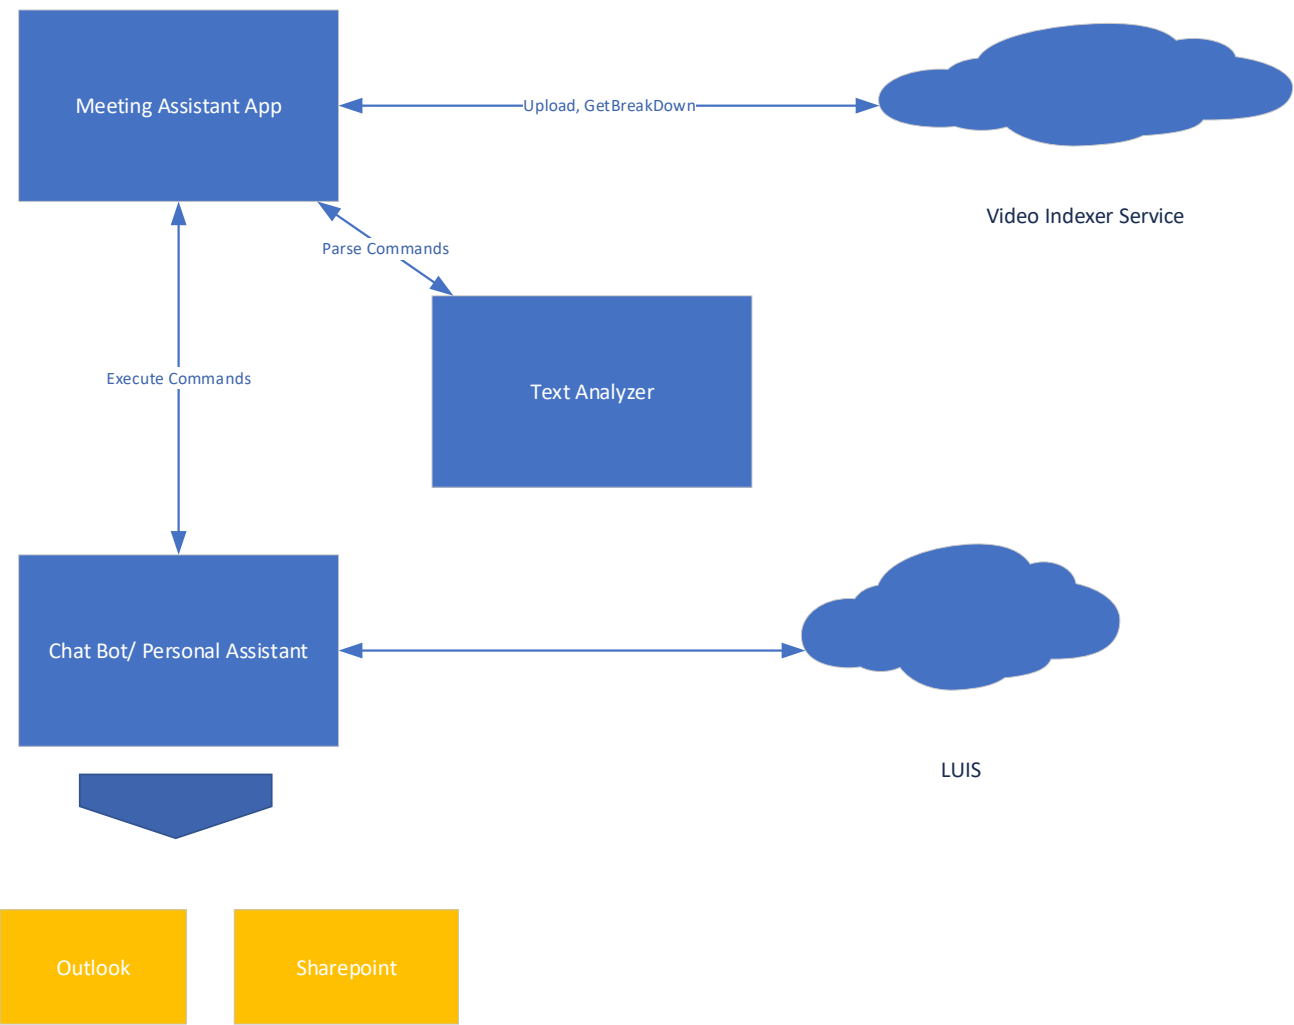 Meeting Assistant App
Upload, GetBreakDown
Video Indexer Service
Parse Commands
Execute Commands
Text Analyzer
Chat Bot/ Personal Assistant
LUIS
Outlook
Sharepoint